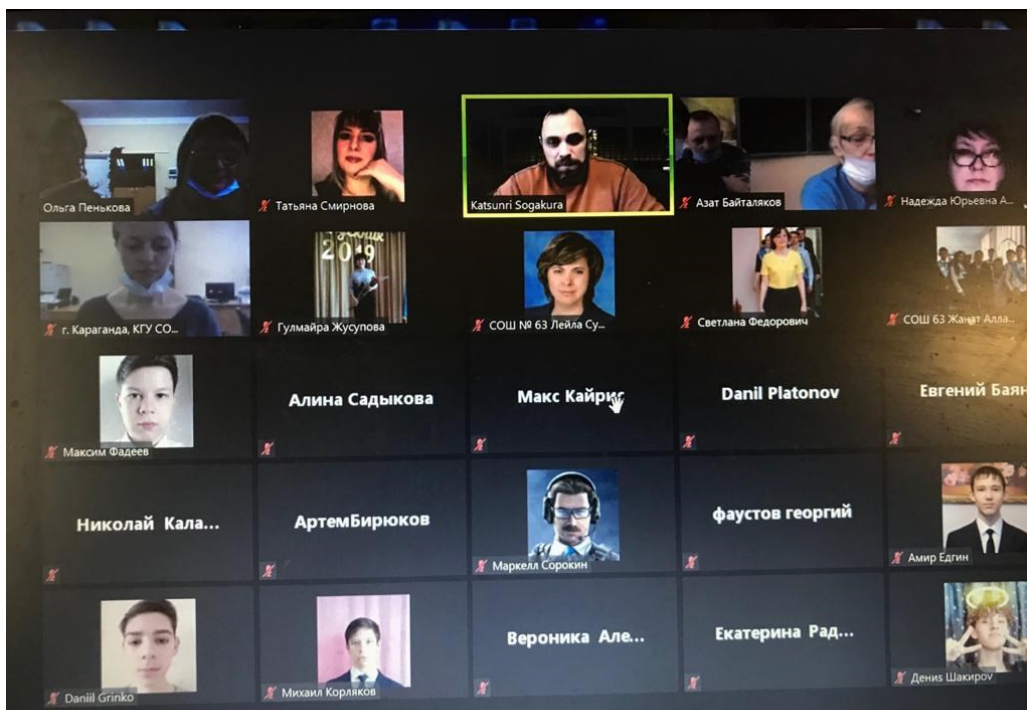 Ольга Пенькова
Татьяна Смирнова
Katsunri Sogakura
Азат Байталяков
Надежда Юрьевна А...
г. Караганда, КГУ СО...
2019
Гулмайра Жусупова
СОШ № 63 Лейла Су...
Светлана Федорович
СОШ 63 Жанат Алла...
Максим Фадеев
Алина Садыкова
Макс Кайрис
Danil Platonov
Евгений Баян
Николай Кала...
АртемБирюков
Маркелл Сорокин
фаустов георгий
Амир Едгин
Daniil Grinko
Михаил Корляков
Вероника Але...
Екатерина Рад...
Денис Шакироv